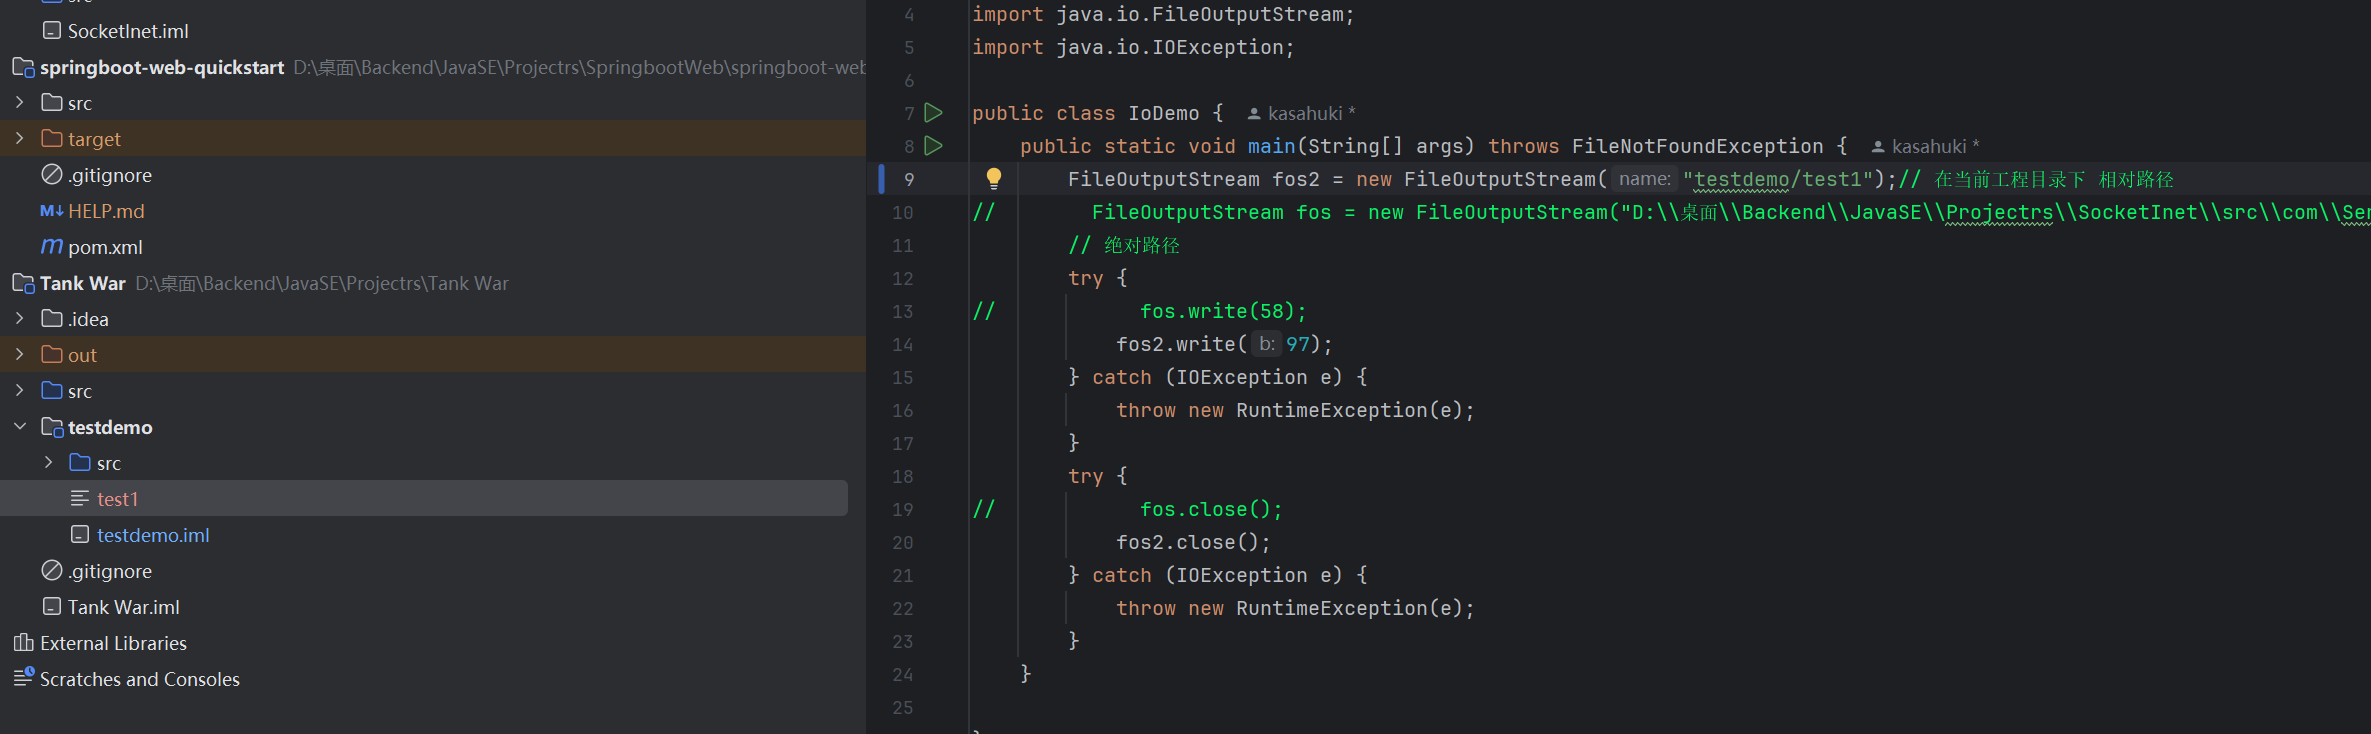 src
SocketInet.iml
springboot-web-quickstart D:\桌面\Backend\JavaSE\Projectrs\SpringbootWeb\springboot-web
src
target
.gitignore
HELP.md
pom.xml
Tank War D:\桌面\Backend\JavaSE\Projectrs\Tank War
.idea
out
src
testdemo
src
test1
testdemo.iml
.gitignore
Tank War.iml
External Libraries
Scratches and Consoles
4 import java.io.FileOutputStream;
5 import java.io.IOException;
6
7 public class IoDemo { kasahuki *
8 public static void main(String[] args) throws FileNotFoundException { kasahuki *
9 FileOutputStream fos2 = new FileOutputStream( name: "testdemo/test1");// 在当前工程目录下 相对路径
10 // FileOutputStream fos = new FileOutputStream("D:\\桌面\\Backend\\JavaSE\\Projectrs\\SocketInet\\src\\com\\Ser
11 // 绝对路径
12 try {
13 // fos.write(58);
14 fos2.write( b: 97);
15 } catch (IOException e) {
16 throw new RuntimeException(e);
17 }
18 try {
19 // fos.close();
20 fos2.close();
21 } catch (IOException e) {
22 throw new RuntimeException(e);
23 }
24 }
25